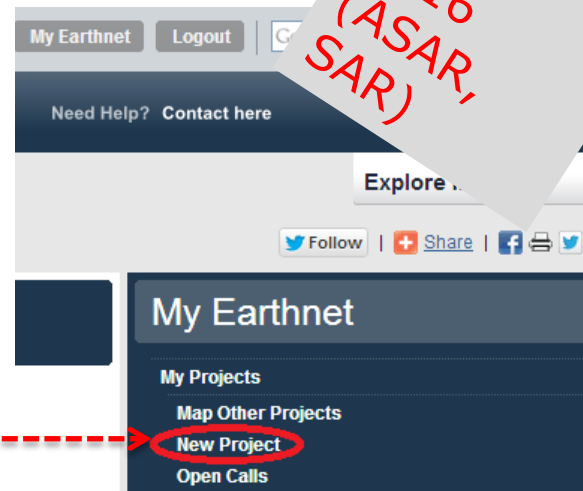 My Earthnet
Logout
(ASAR,
SAR)
Need Help? Contact here
Explore
Follow | Share |
My Earthnet
My Projects
Map Other Projects
New Project
Open Calls